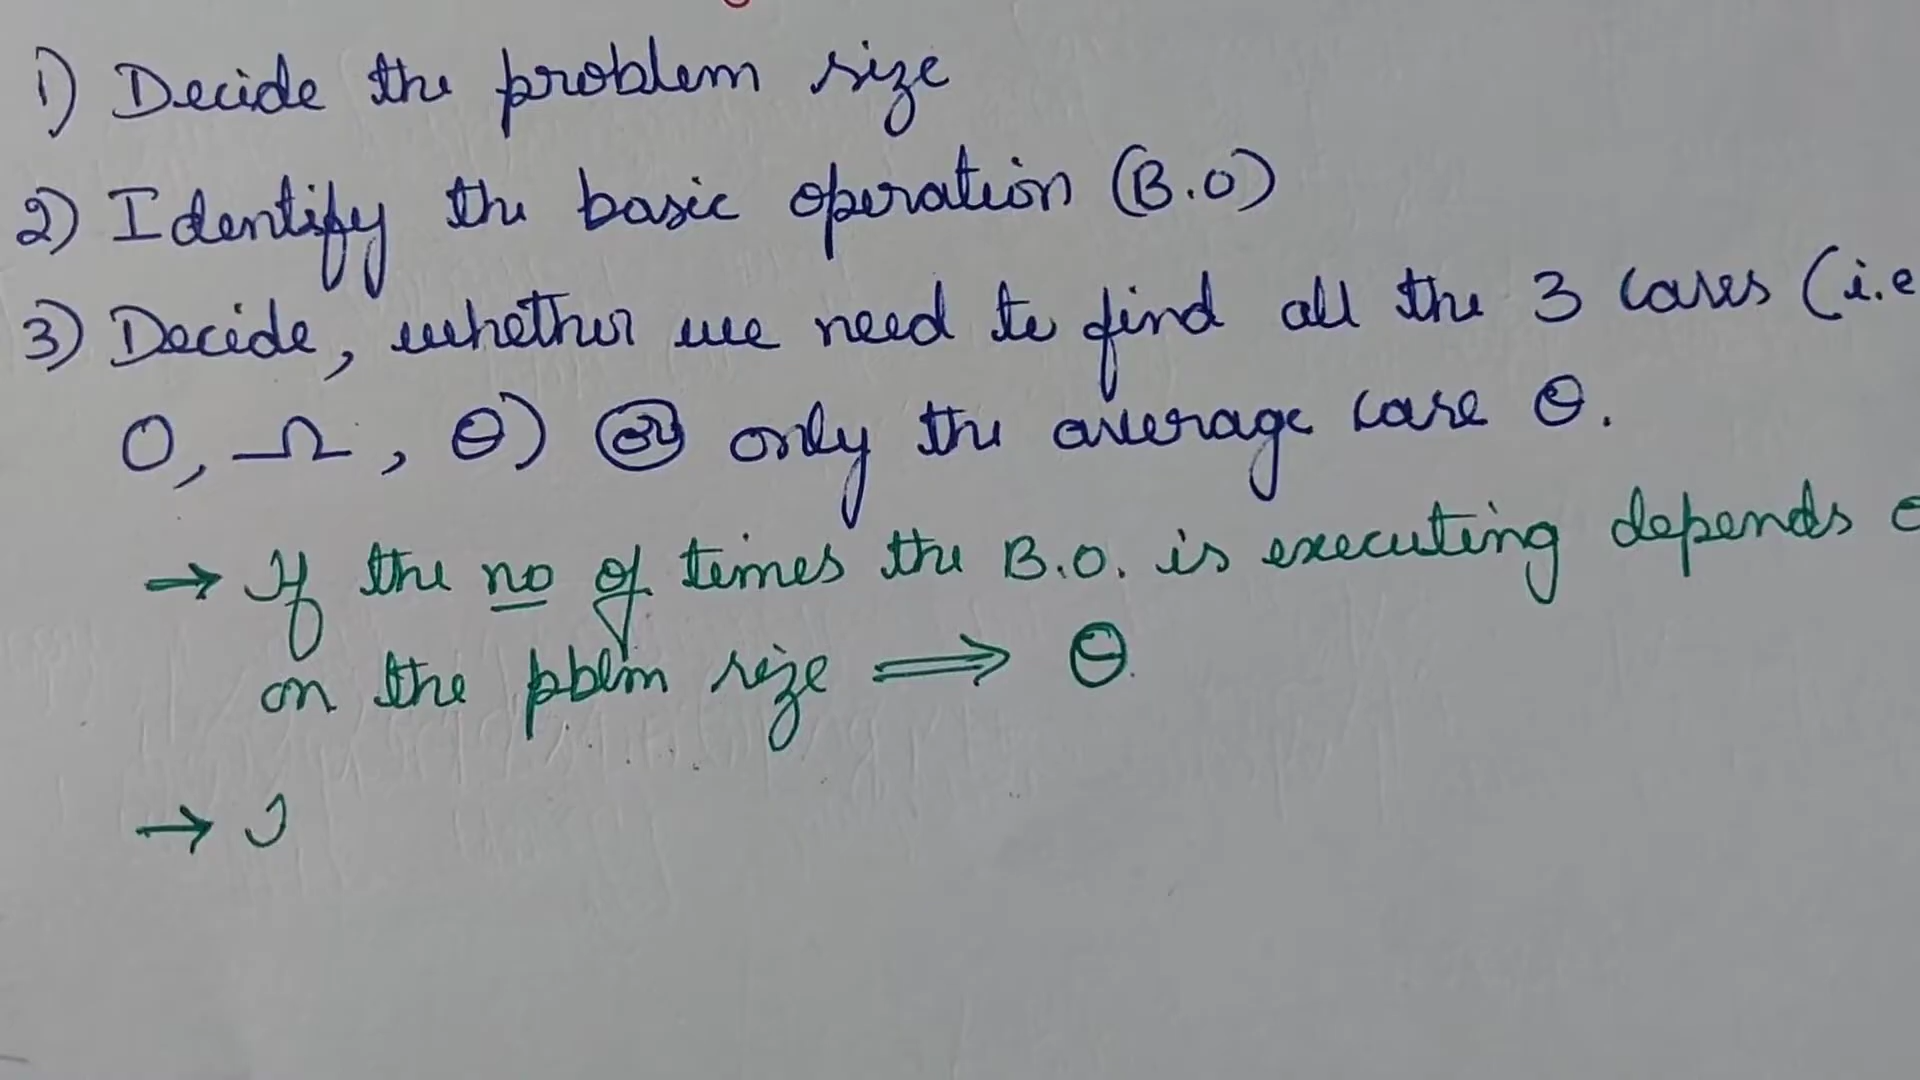 1) Decide the problem size
2) Identify the basic operation (B.O)
3) Decide, whether we need to find all the 3 cases (i.e
O, Ω, Θ) or only the average case Θ.
→ If the no of times the B.O. is executing depends
on the pblm size ⟹ Θ
→